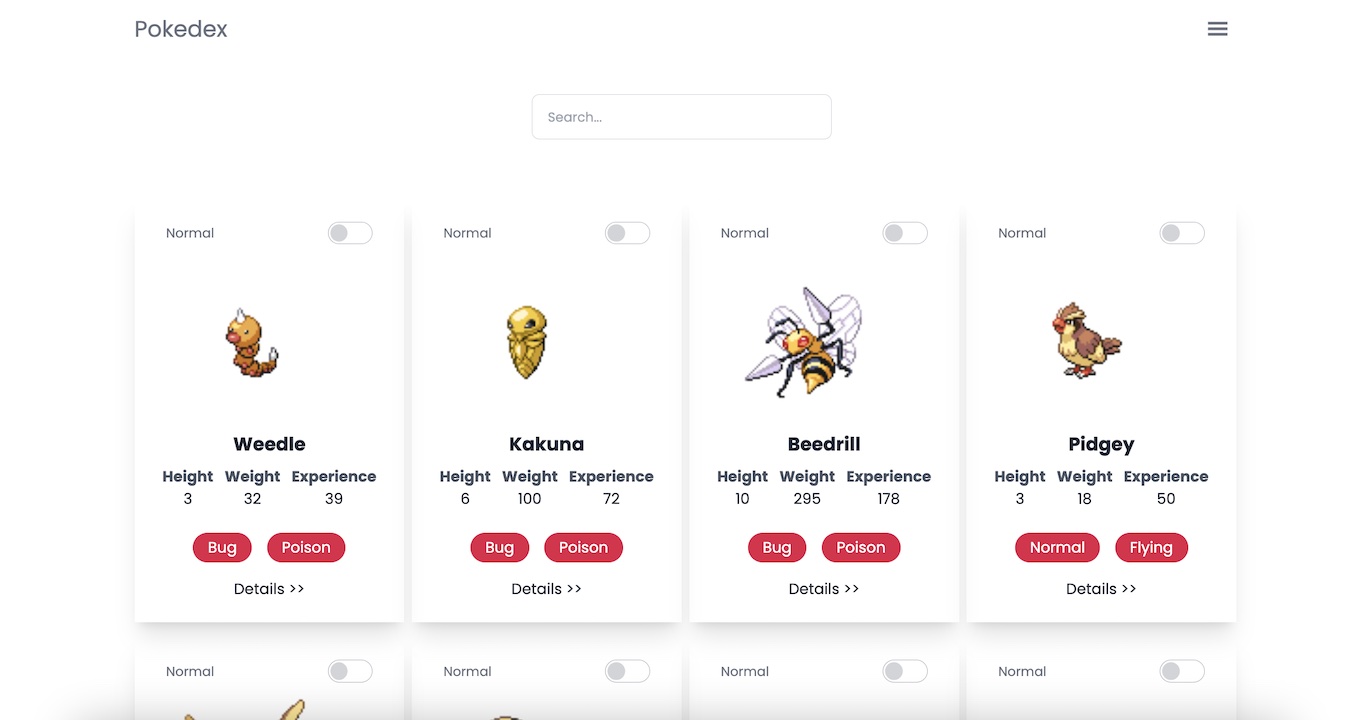 Pokedex
Search...
Normal
Normal
Normal
Normal
Weedle
Height Weight Experience
3 32 39
Bug Poison
Details >>
Kakuna
Height Weight Experience
6 100 72
Bug Poison
Details >>
Beedrill
Height Weight Experience
10 295 178
Bug Poison
Details >>
Pidgey
Height Weight Experience
3 18 50
Normal Flying
Details >>
Normal
Normal
Normal
Normal